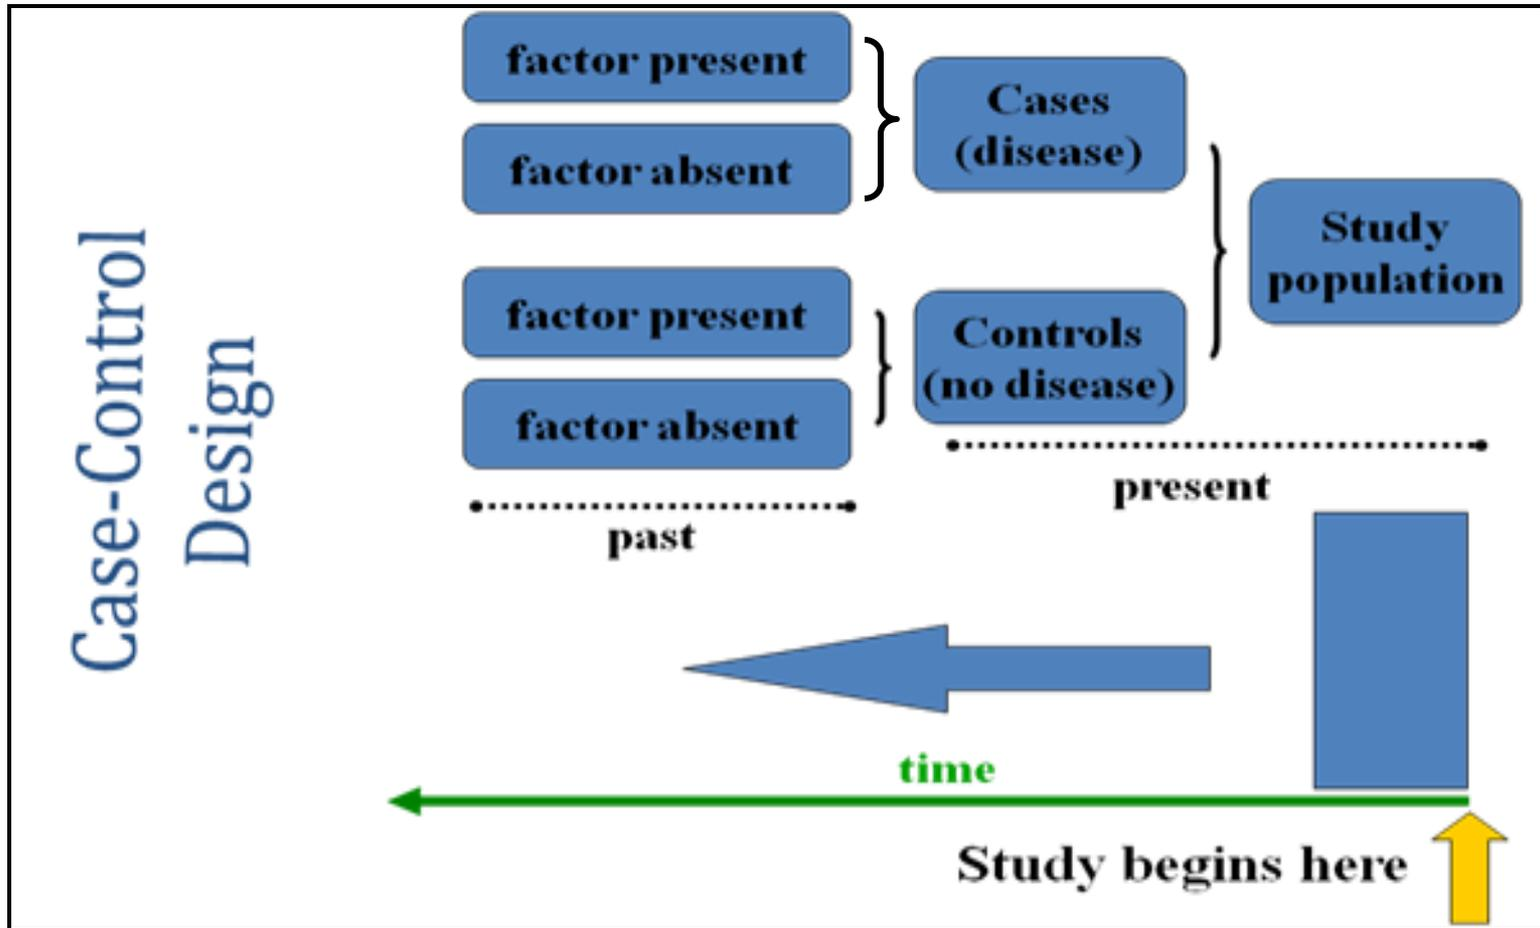 Case-Control
Design
factor present
factor absent
Cases
(disease)
factor present
factor absent
Controls
(no disease)
Study
population
past
present
time
Study begins here